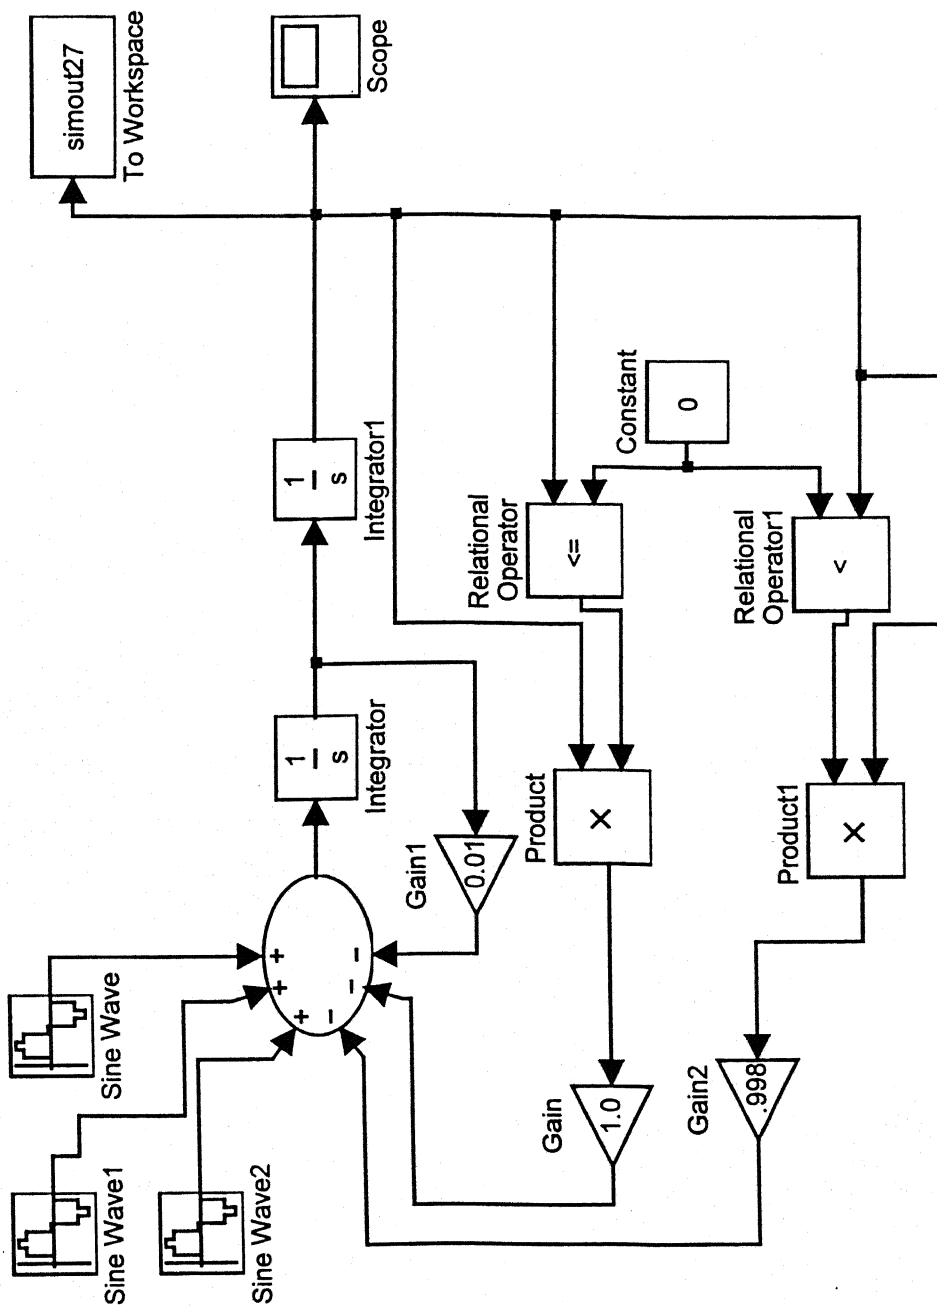 Sine Wave1
Sine Wave2
Sine Wave
+
+
+
−
−
−
Gain
1.0
Gain2
.998
Gain1
0.01
Integrator
1
s
Product
×
Product1
×
Integrator1
1
s
Relational
Operator
<=
Relational
Operator1
<
Constant
0
Scope
simout27
To Workspace